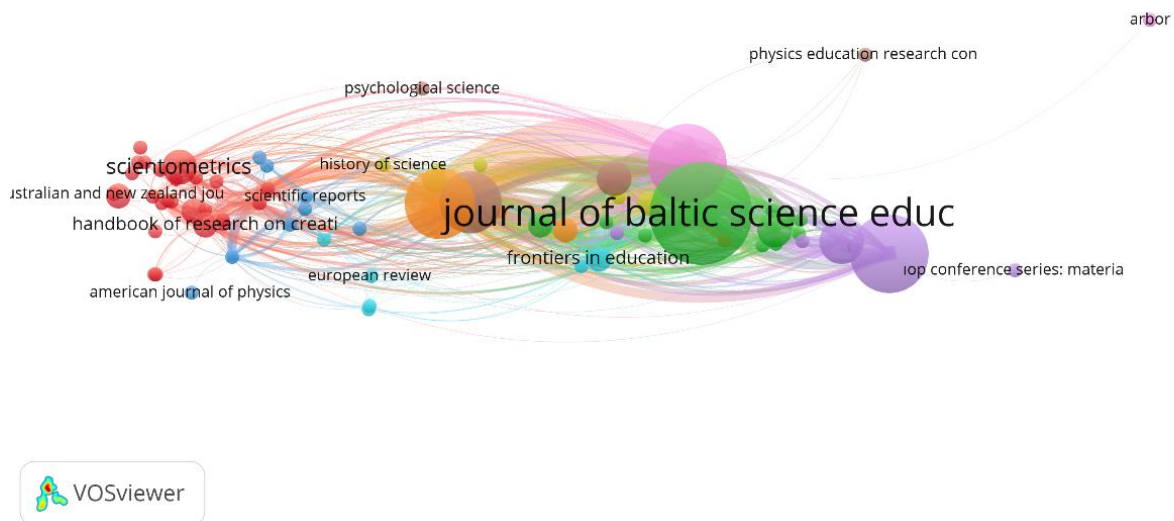 arbor
physics education research con
psychological science
scientometrics
history of science
ustralian and new zealand jou
scientific reports
handbook of research on creati
journal of baltic science educ
frontiers in education
iop conference series: materia
european review
american journal of physics
VOSviewer